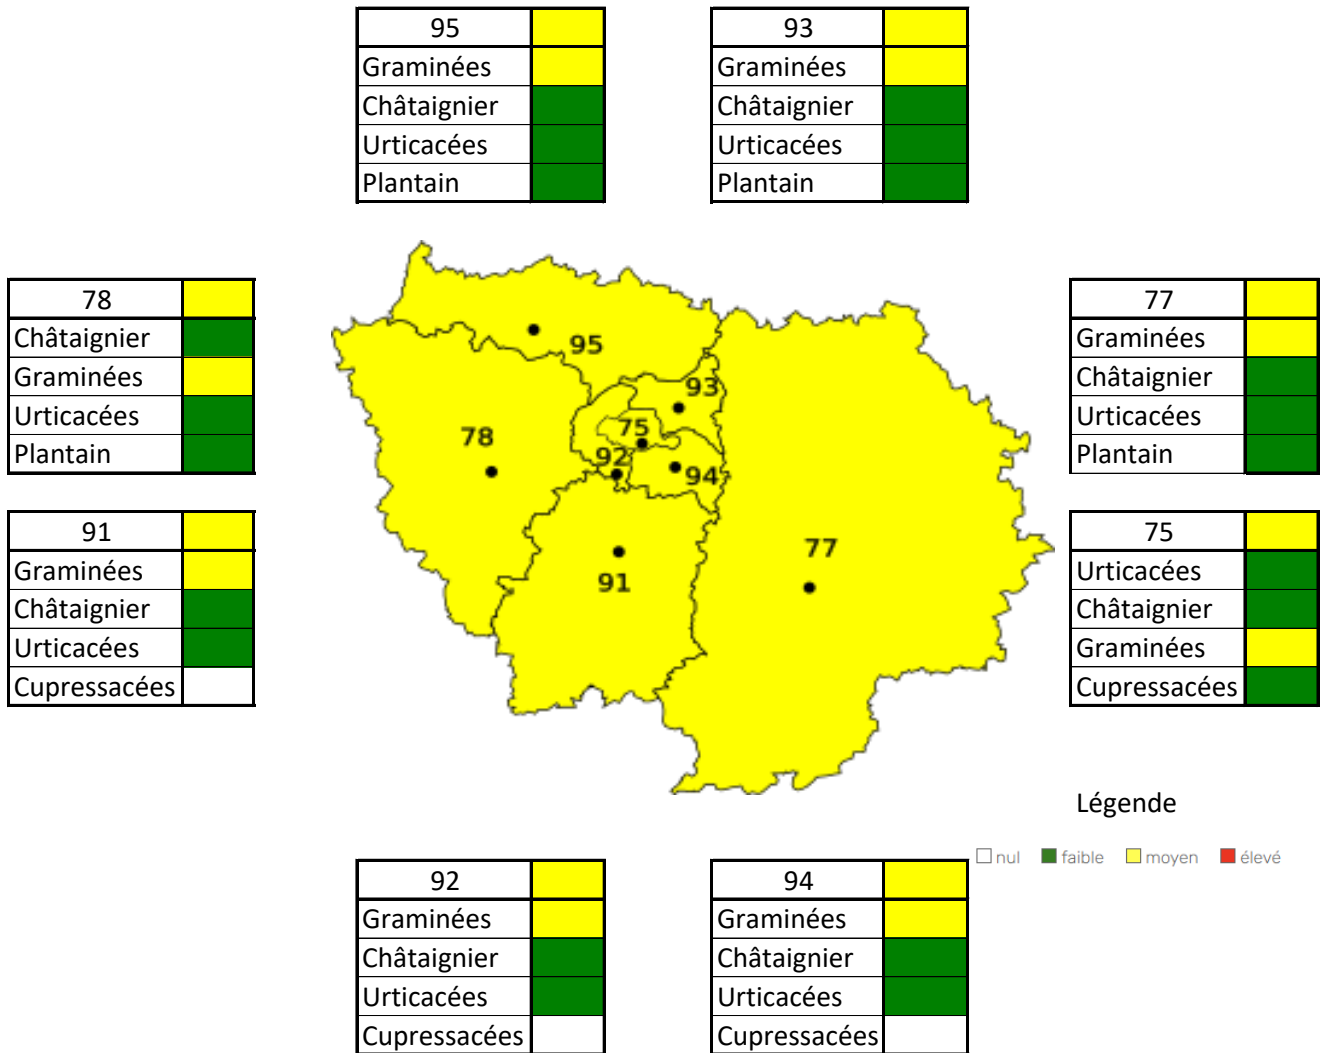 95
Graminées
Châtaignier
Urticacées
Plantain
93
Graminées
Châtaignier
Urticacées
Plantain
78
Châtaignier
Graminées
Urticacées
Plantain
91
Graminées
Châtaignier
Urticacées
Cupressacées
95
93
75
78
92
94
77
91
77
Graminées
Châtaignier
Urticacées
Plantain
75
Urticacées
Châtaignier
Graminées
Cupressacées
Légende
nul faible moyen élevé
92
Graminées
Châtaignier
Urticacées
Cupressacées
94
Graminées
Châtaignier
Urticacées
Cupressacées